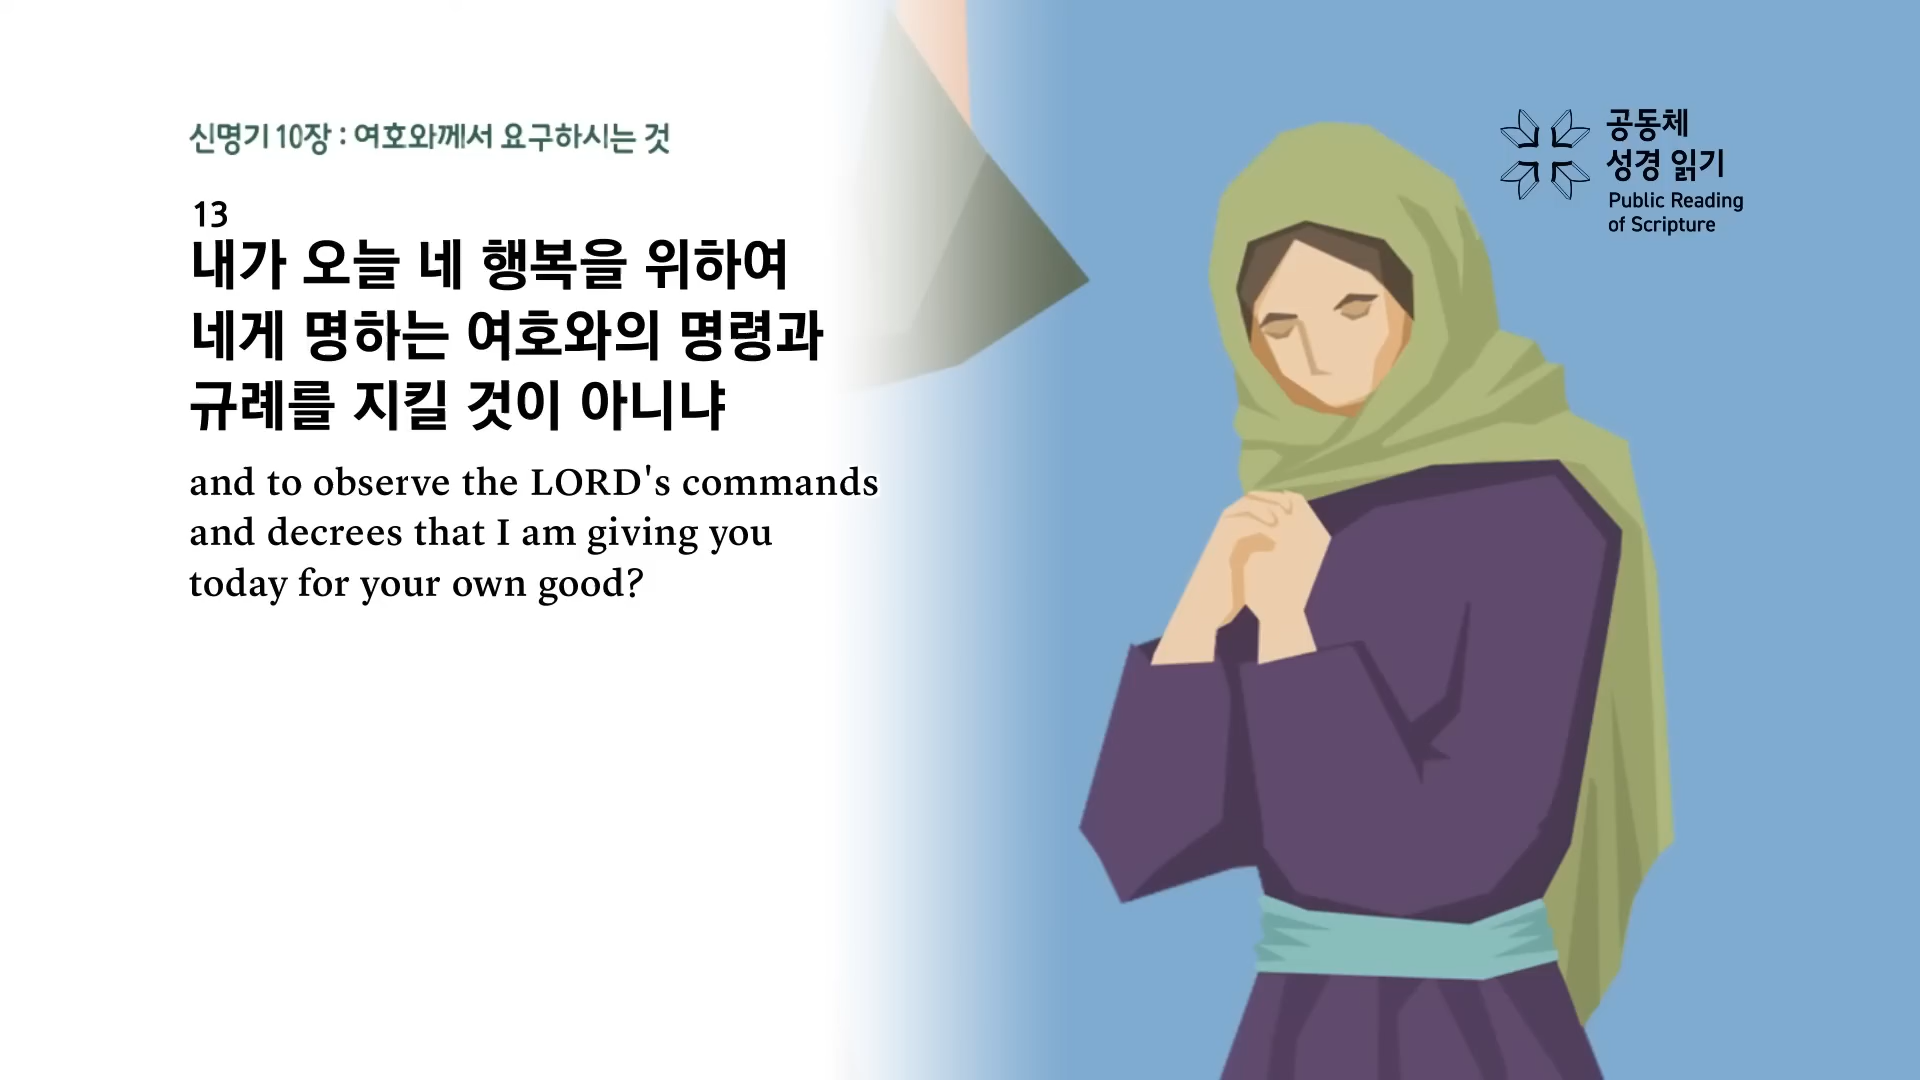 신명기 10장 : 여호와께서 요구하시는 것
13
내가 오늘 네 행복을 위하여
네게 명하는 여호와의 명령과
규례를 지킬 것이 아니냐
and to observe the LORD's commands
and decrees that I am giving you
today for your own good?
공동체
성경 읽기
Public Reading
of Scripture